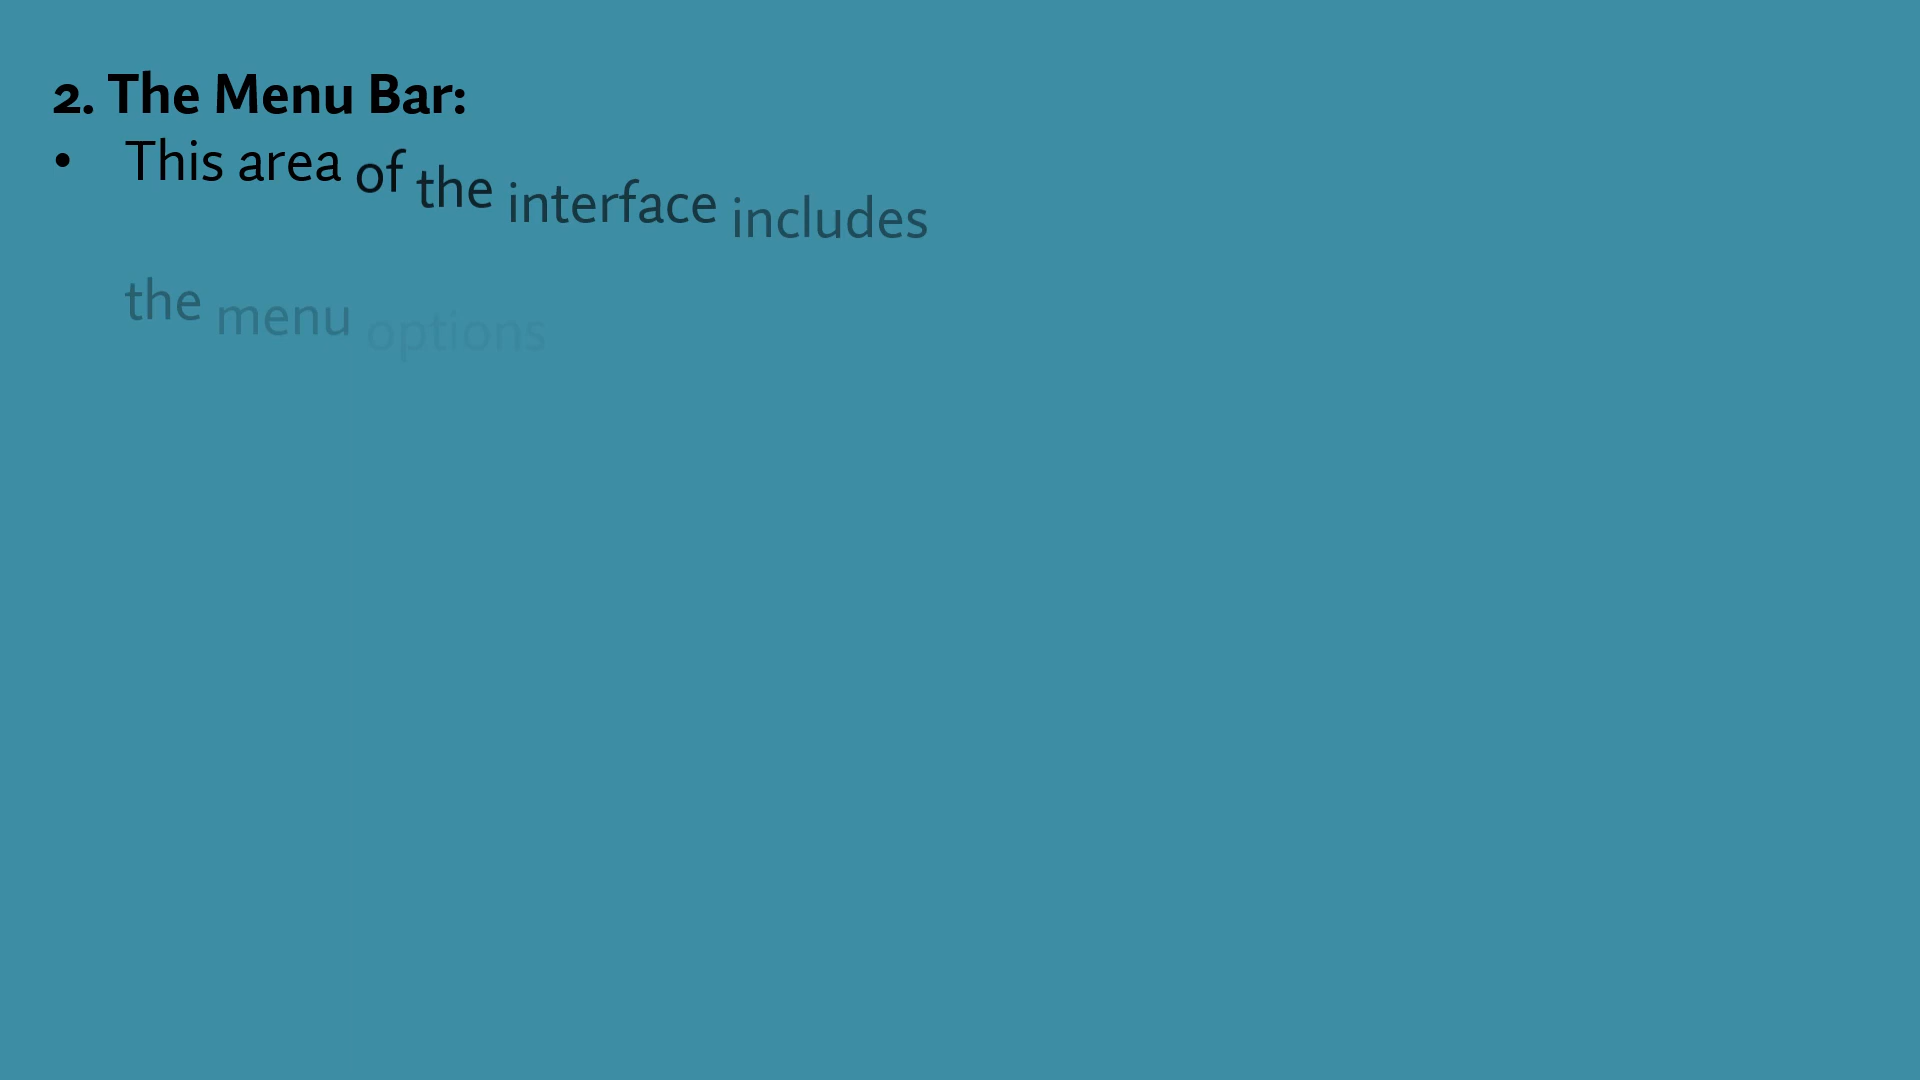 2. The Menu Bar:
• This area of the interface includes
the menu options